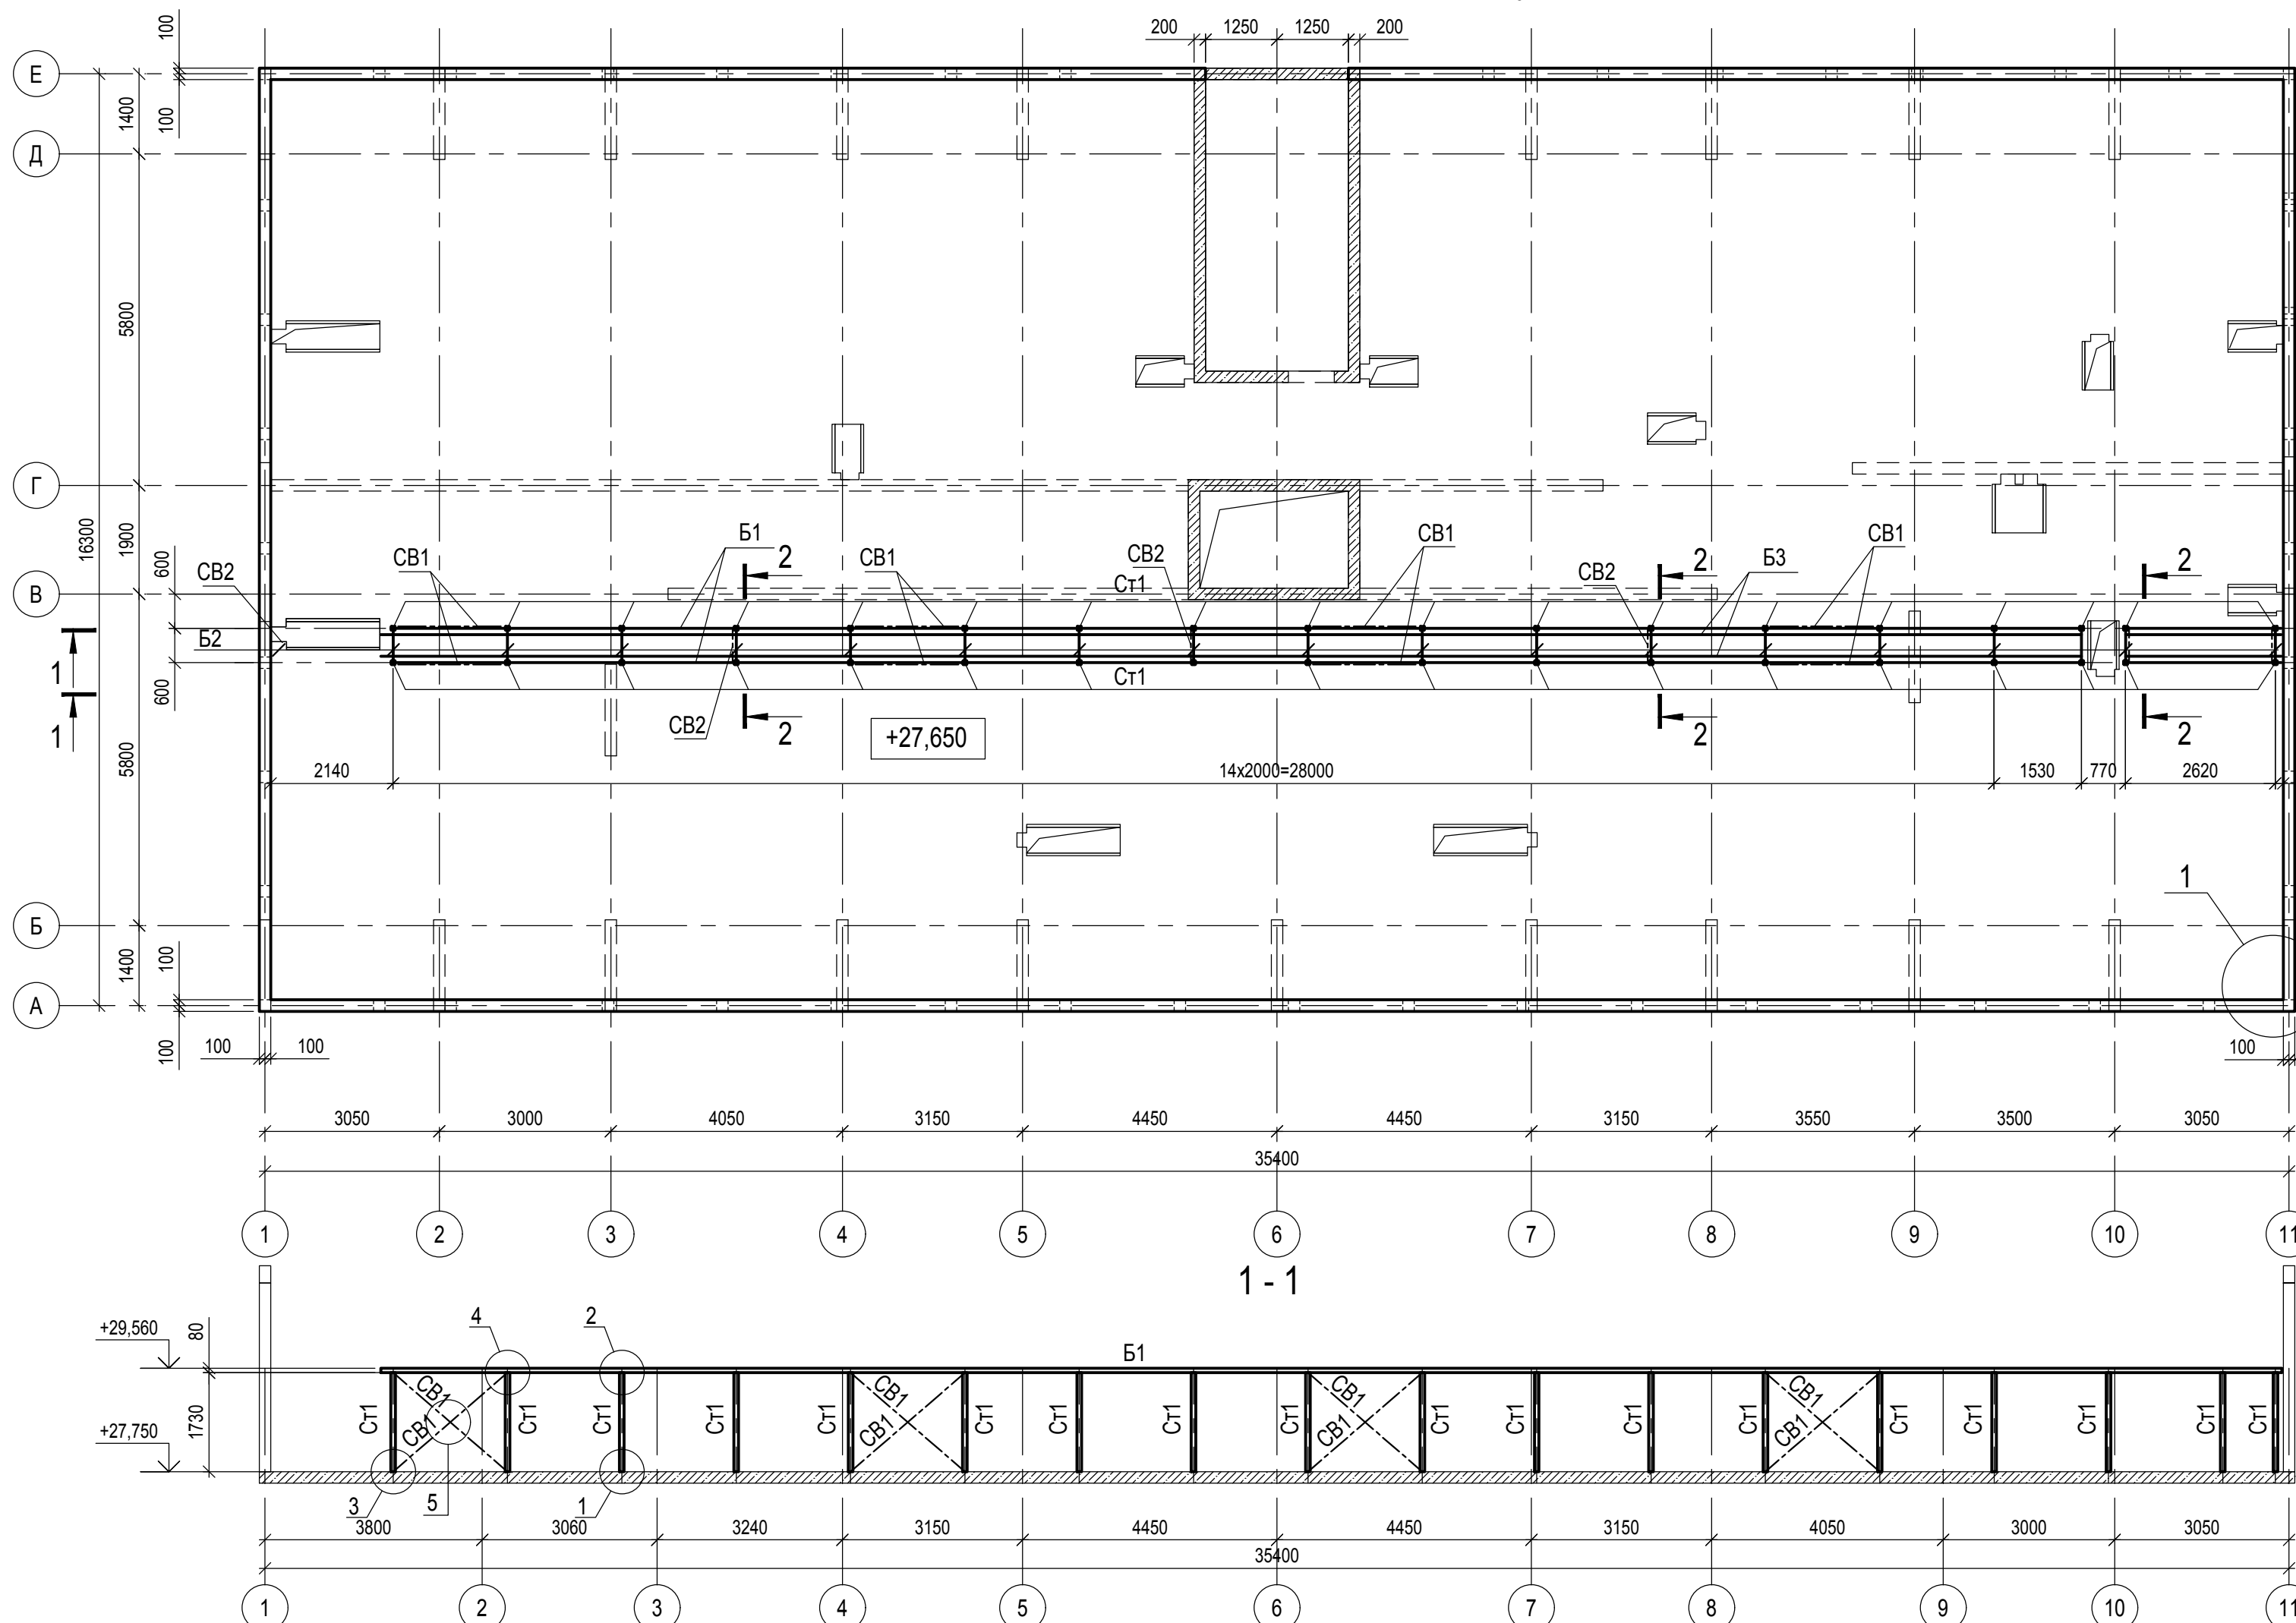 200 1250 1250 200
100
Е
1400
100
Д
5800
Г
16300
1900
600
В
СВ2
СВ1
Б1
2
СВ1
СВ2
Ст1
СВ1
СВ2
2
Б3
СВ1
2
Б2
1
600
1
Ст1
СВ2
2
+27,650
2
2
5800
2140
14x2000=28000
1530
770
2620
1
Б
1400
100
А
100
100
100
100
3050 3000 4050 3150 4450 4450 3150 3550 3500 3050
35400
1 2 3 4 5 6 7 8 9 10 11
1 - 1
+29,560
80
4
2
Б1
1730
+27,750
Ст1
СВ1
СВ1
Ст1
Ст1
Ст1
Ст1
СВ1
СВ1
Ст1
Ст1
Ст1
Ст1
СВ1
СВ1
Ст1
Ст1
Ст1
Ст1
СВ1
СВ1
Ст1
Ст1
Ст1
Ст1
Ст1
3
5
1
3800 3060 3240 3150 4450 4450 3150 4050 3000 3050
35400
1 2 3 4 5 6 7 8 9 10 11